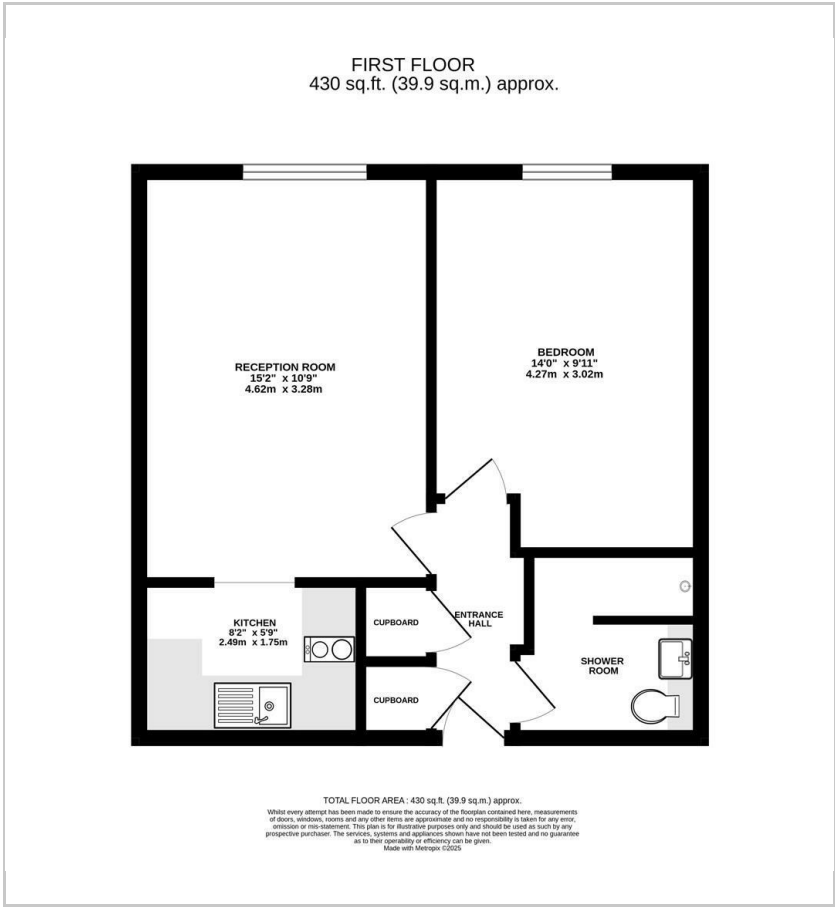 FIRST FLOOR
430 sq.ft. (39.9 sq.m.) approx.
RECEPTION ROOM
15'2" x 10'9"
4.62m x 3.28m
BEDROOM
14'0" x 9'11"
4.27m x 3.02m
KITCHEN
8'2" x 5'9"
2.49m x 1.75m
CUPBOARD
ENTRANCE
HALL
CUPBOARD
SHOWER
ROOM
TOTAL FLOOR AREA : 430 sq.ft. (39.9 sq.m.) approx.
Whilst every attempt has been made to ensure the accuracy of the floorplan contained here, measurements
of doors, windows, rooms and any other items are approximate and no responsibility is taken for any error,
omission or mis-statement. This plan is for illustrative purposes only and should be used as such by any
prospective purchaser. The services, systems and appliances shown have not been tested and no guarantee
as to their operability or efficiency can be given.
Made with Metropix ©2025